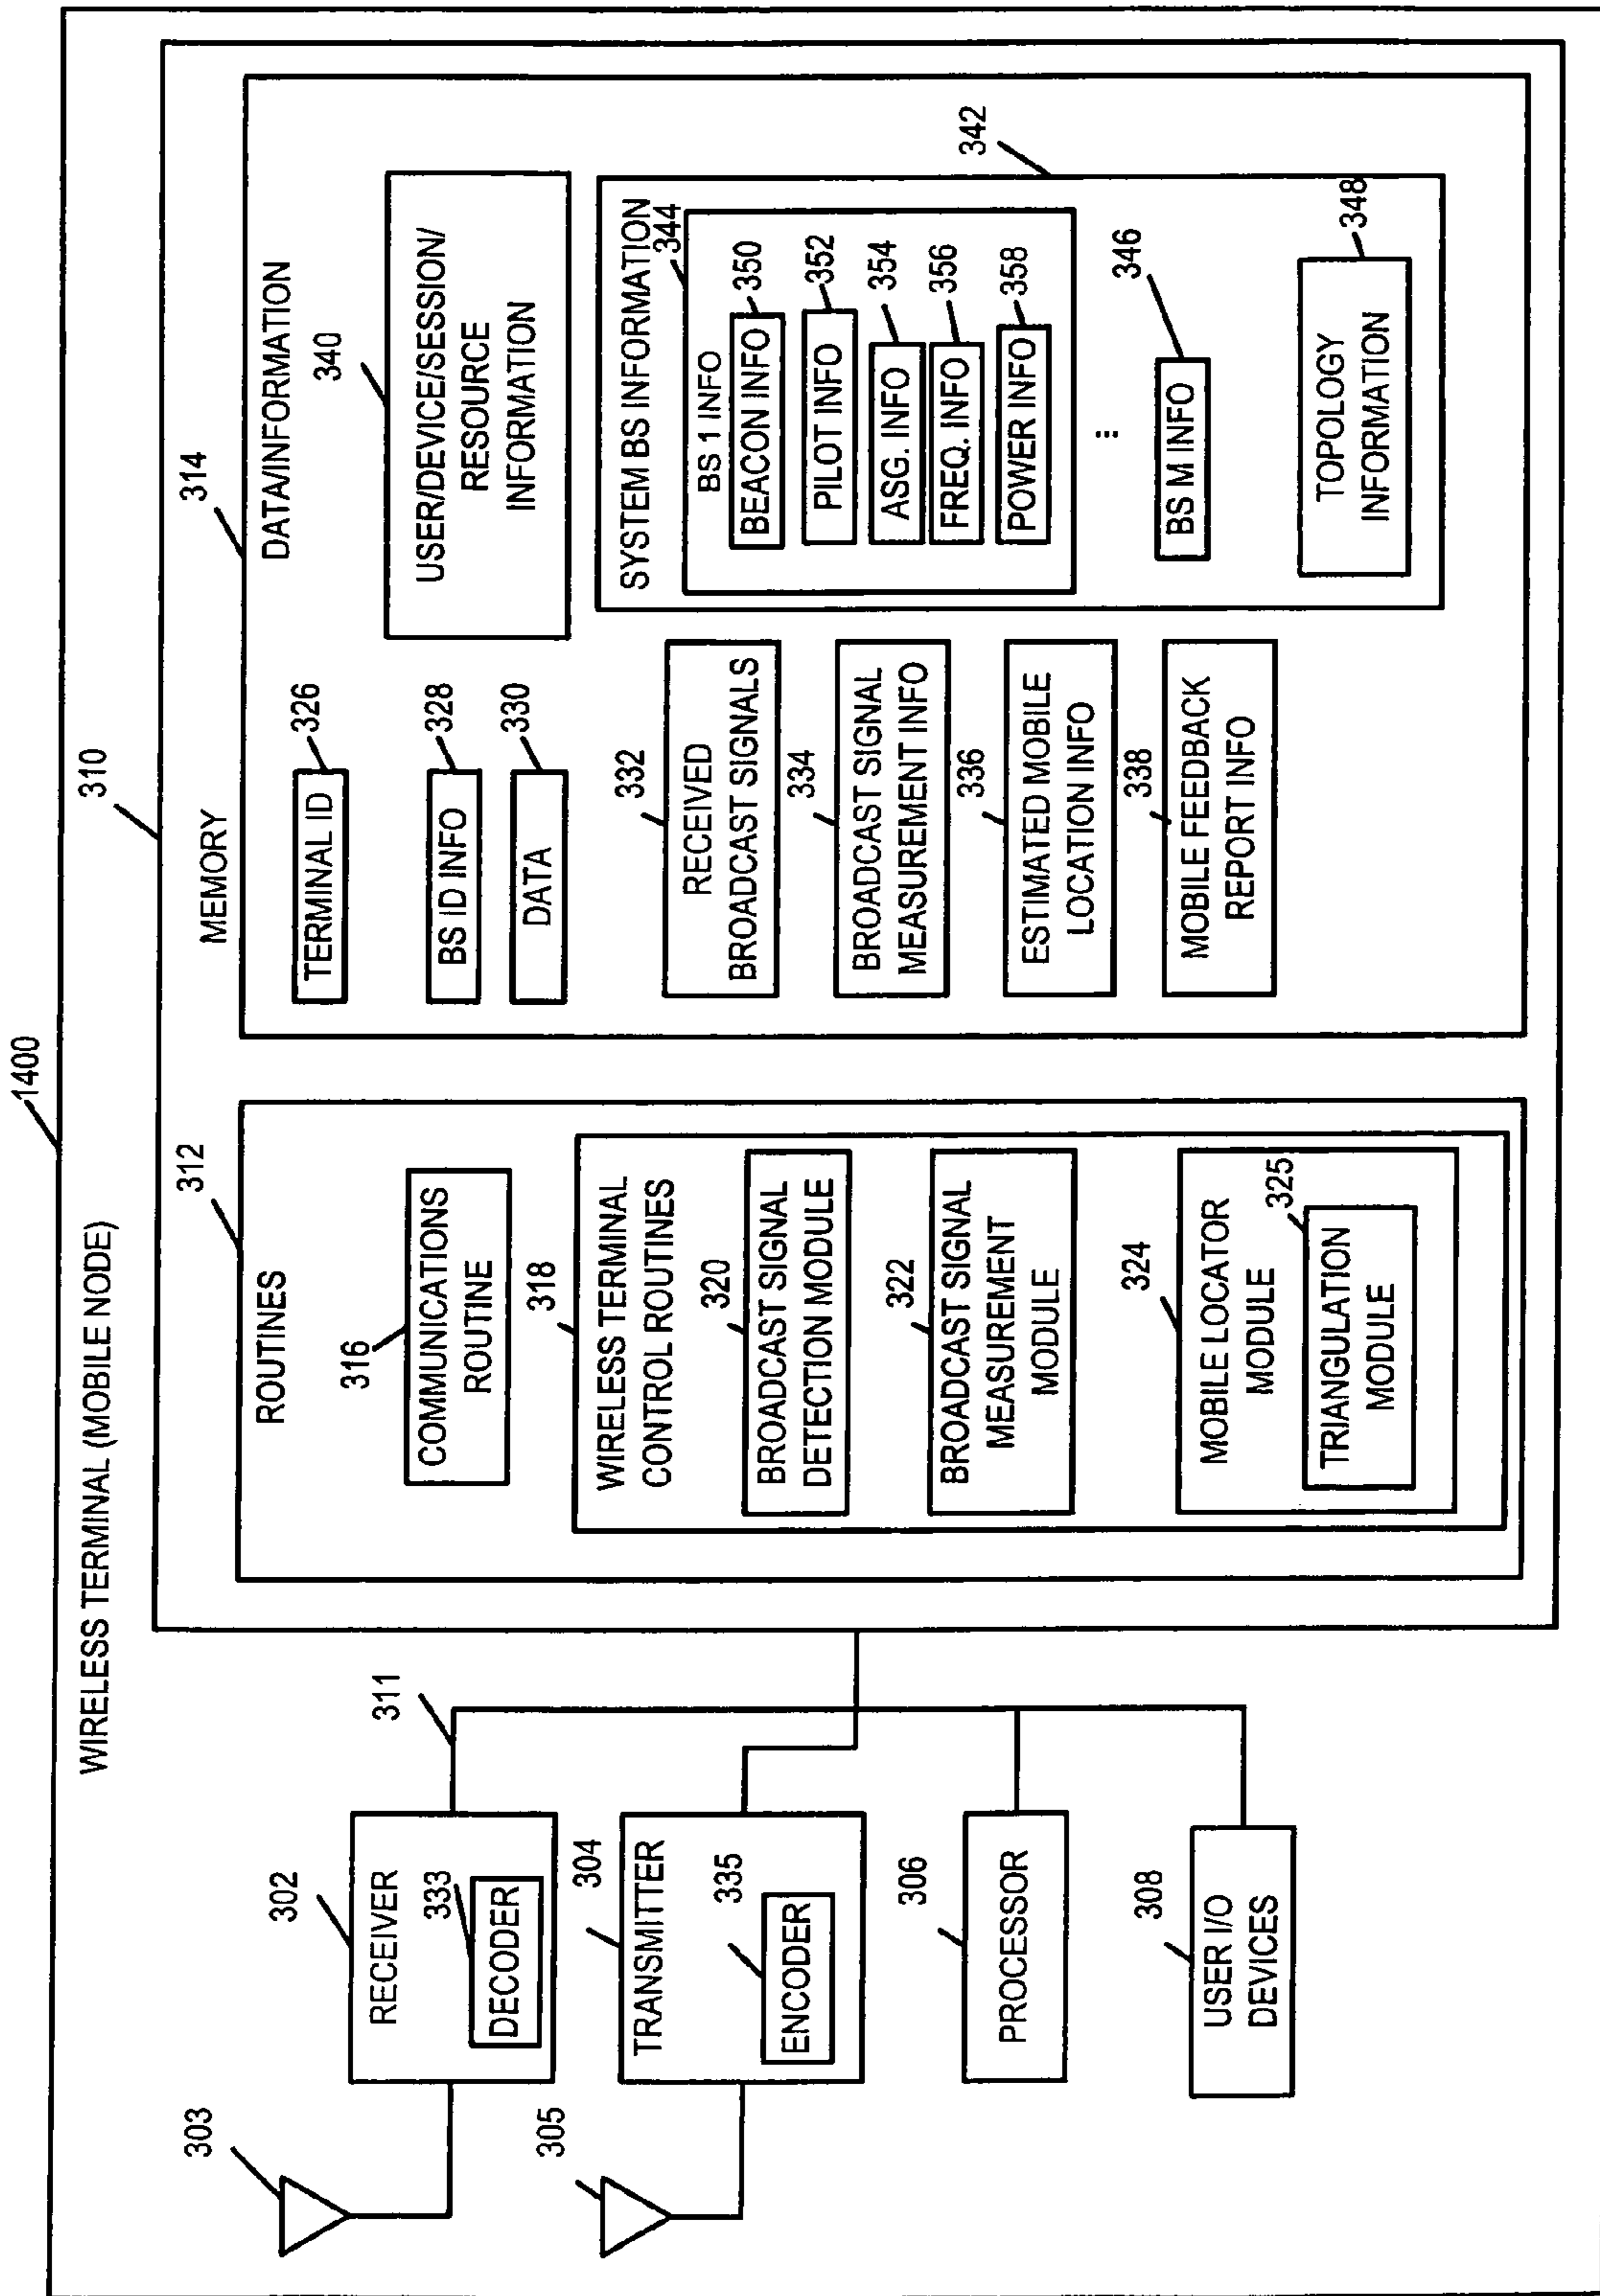 1400
WIRELESS TERMINAL (MOBILE NODE)
303
302
RECEIVER
333
DECODER
305
304
TRANSMITTER
335
ENCODER
306
PROCESSOR
308
USER I/O
DEVICES
311
310
MEMORY
312
ROUTINES
316
COMMUNICATIONS
ROUTINE
318
WIRELESS TERMINAL
CONTROL ROUTINES
320
BROADCAST SIGNAL
DETECTION MODULE
322
BROADCAST SIGNAL
MEASUREMENT
MODULE
324
MOBILE LOCATOR
MODULE
325
TRIANGULATION
MODULE
314
DATA/INFORMATION
326
TERMINAL ID
328
BS ID INFO
330
DATA
332
RECEIVED
BROADCAST SIGNALS
334
BROADCAST SIGNAL
MEASUREMENT INFO
336
ESTIMATED MOBILE
LOCATION INFO
338
MOBILE FEEDBACK
REPORT INFO
340
USER/DEVICE/SESSION/
RESOURCE
INFORMATION
342
SYSTEM BS INFORMATION
344
BS 1 INFO
BEACON INFO
350
PILOT INFO
352
ASG. INFO
354
FREQ. INFO
356
POWER INFO
358
...
346
BS M INFO
348
TOPOLOGY
INFORMATION